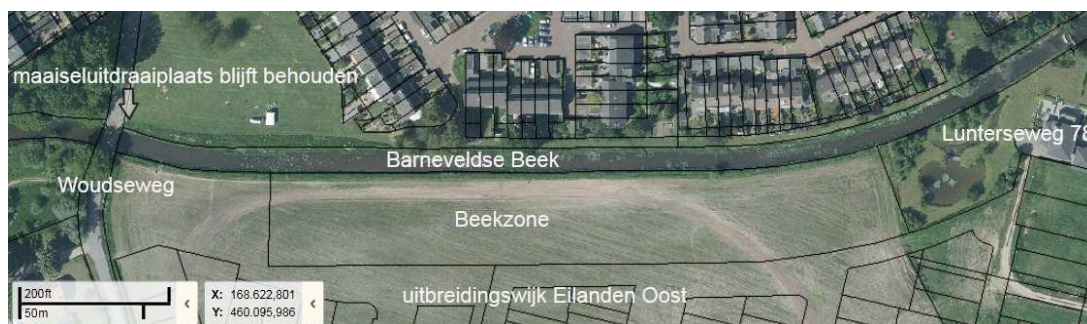 maaiseluitdraaiplaats blijft behouden
Lunterseweg 78
Barneveldse Beek
Woudseweg
Beekzone
uitbreidingswijk Eilanden Oost
200ft
50m
X: 168.622,801
Y: 460.095,986